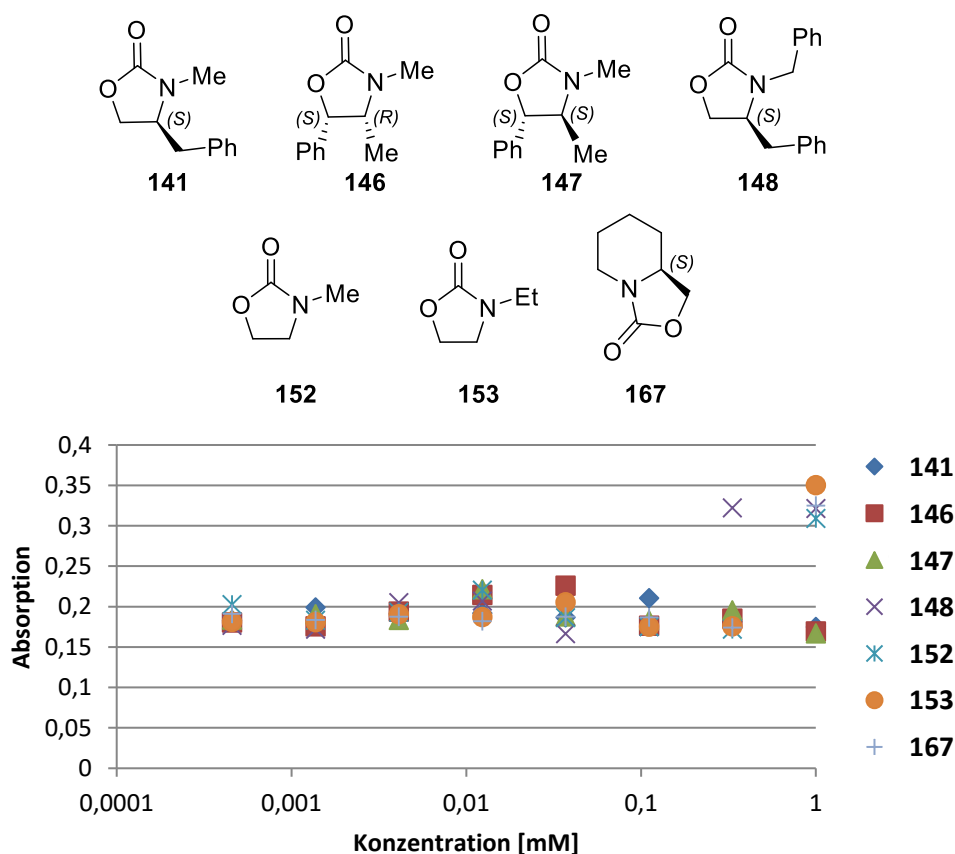 O
O
N
Me
(S)
Ph
141
O
O
N
Me
(S)
(R)
Ph
Me
146
O
O
N
Me
(S)
(S)
Ph
Me
147
O
O
N
Ph
(S)
Ph
148
O
O
N
Me
152
O
O
N
Et
153
(S)
N
O
O
167
0,4
0,35
0,3
0,25
0,2
0,15
0,1
0,05
0
Absorption
0,0001
0,001
0,01
0,1
1
Konzentration [mM]
141
146
147
148
152
153
167